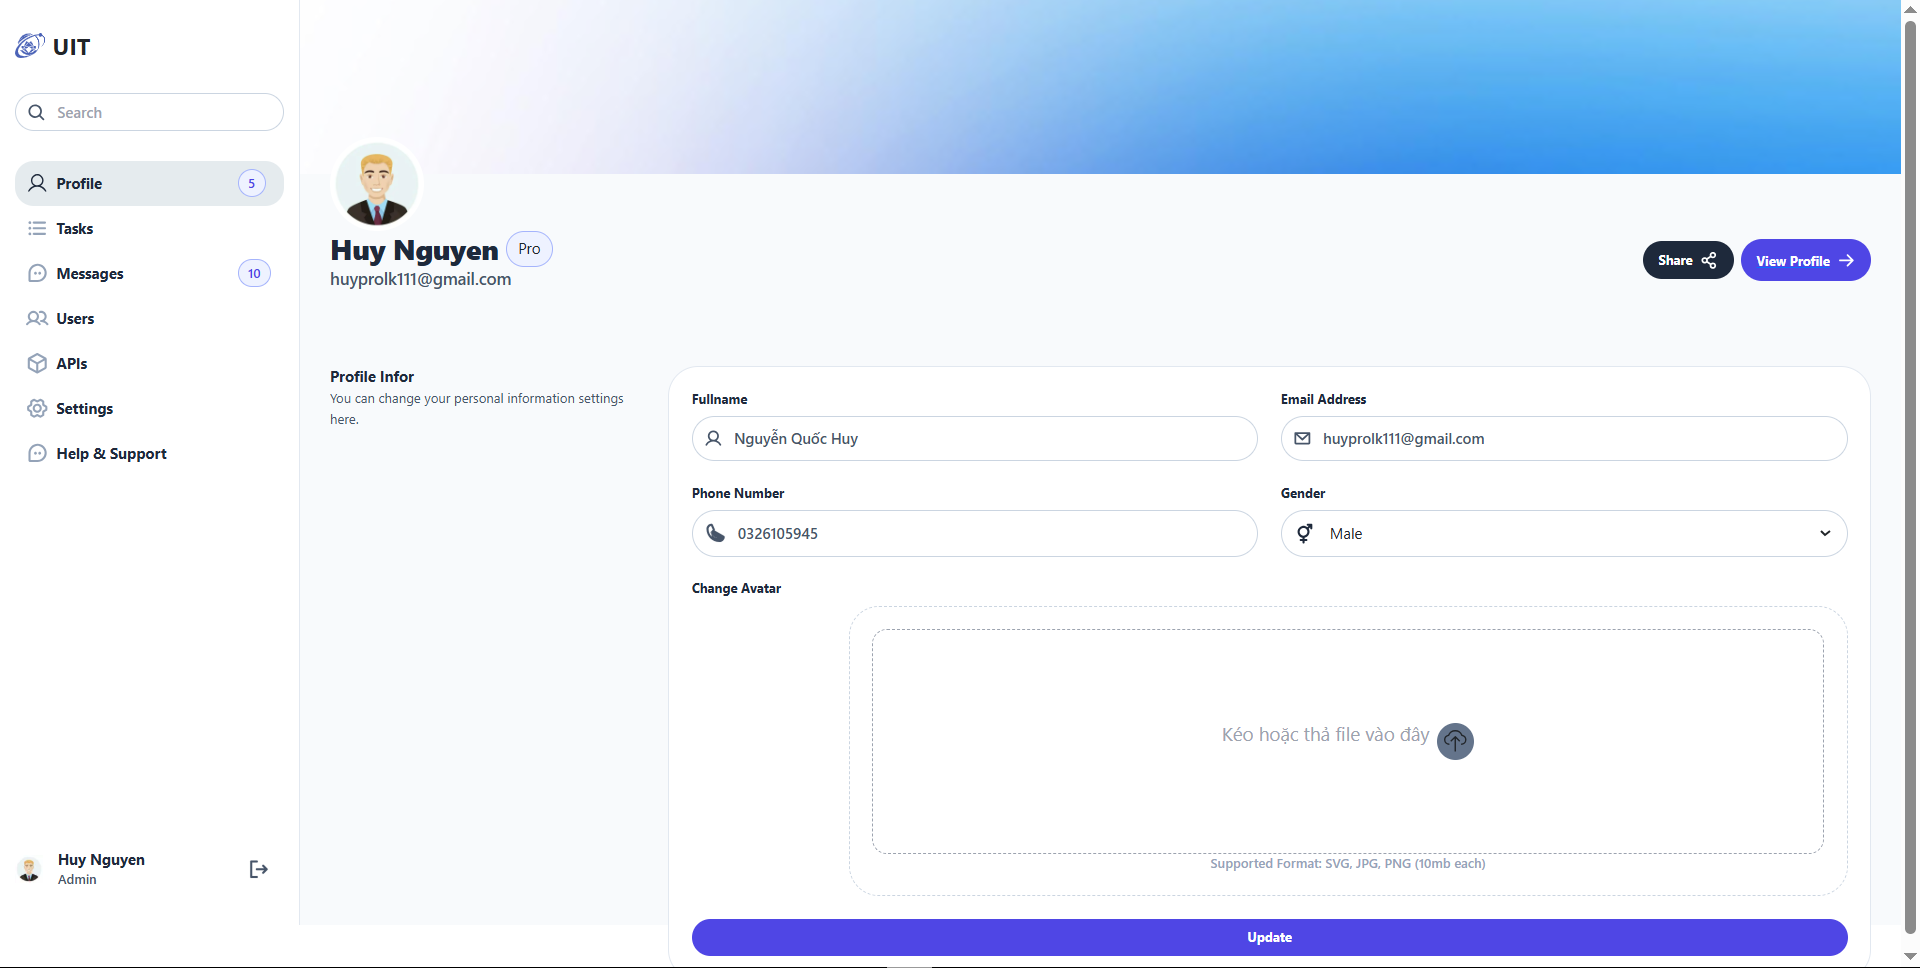 UIT
Search
Profile 5
Tasks
Messages 10
Users
APIs
Settings
Help & Support
Huy Nguyen
Admin
Huy Nguyen Pro
huyprolk111@gmail.com
Share
View Profile
Profile Infor
You can change your personal information settings
here.
Fullname
Nguyễn Quốc Huy
Email Address
huyprolk111@gmail.com
Phone Number
0326105945
Gender
Male
Change Avatar
Kéo hoặc thả file vào đây
Supported Format: SVG, JPG, PNG (10mb each)
Update